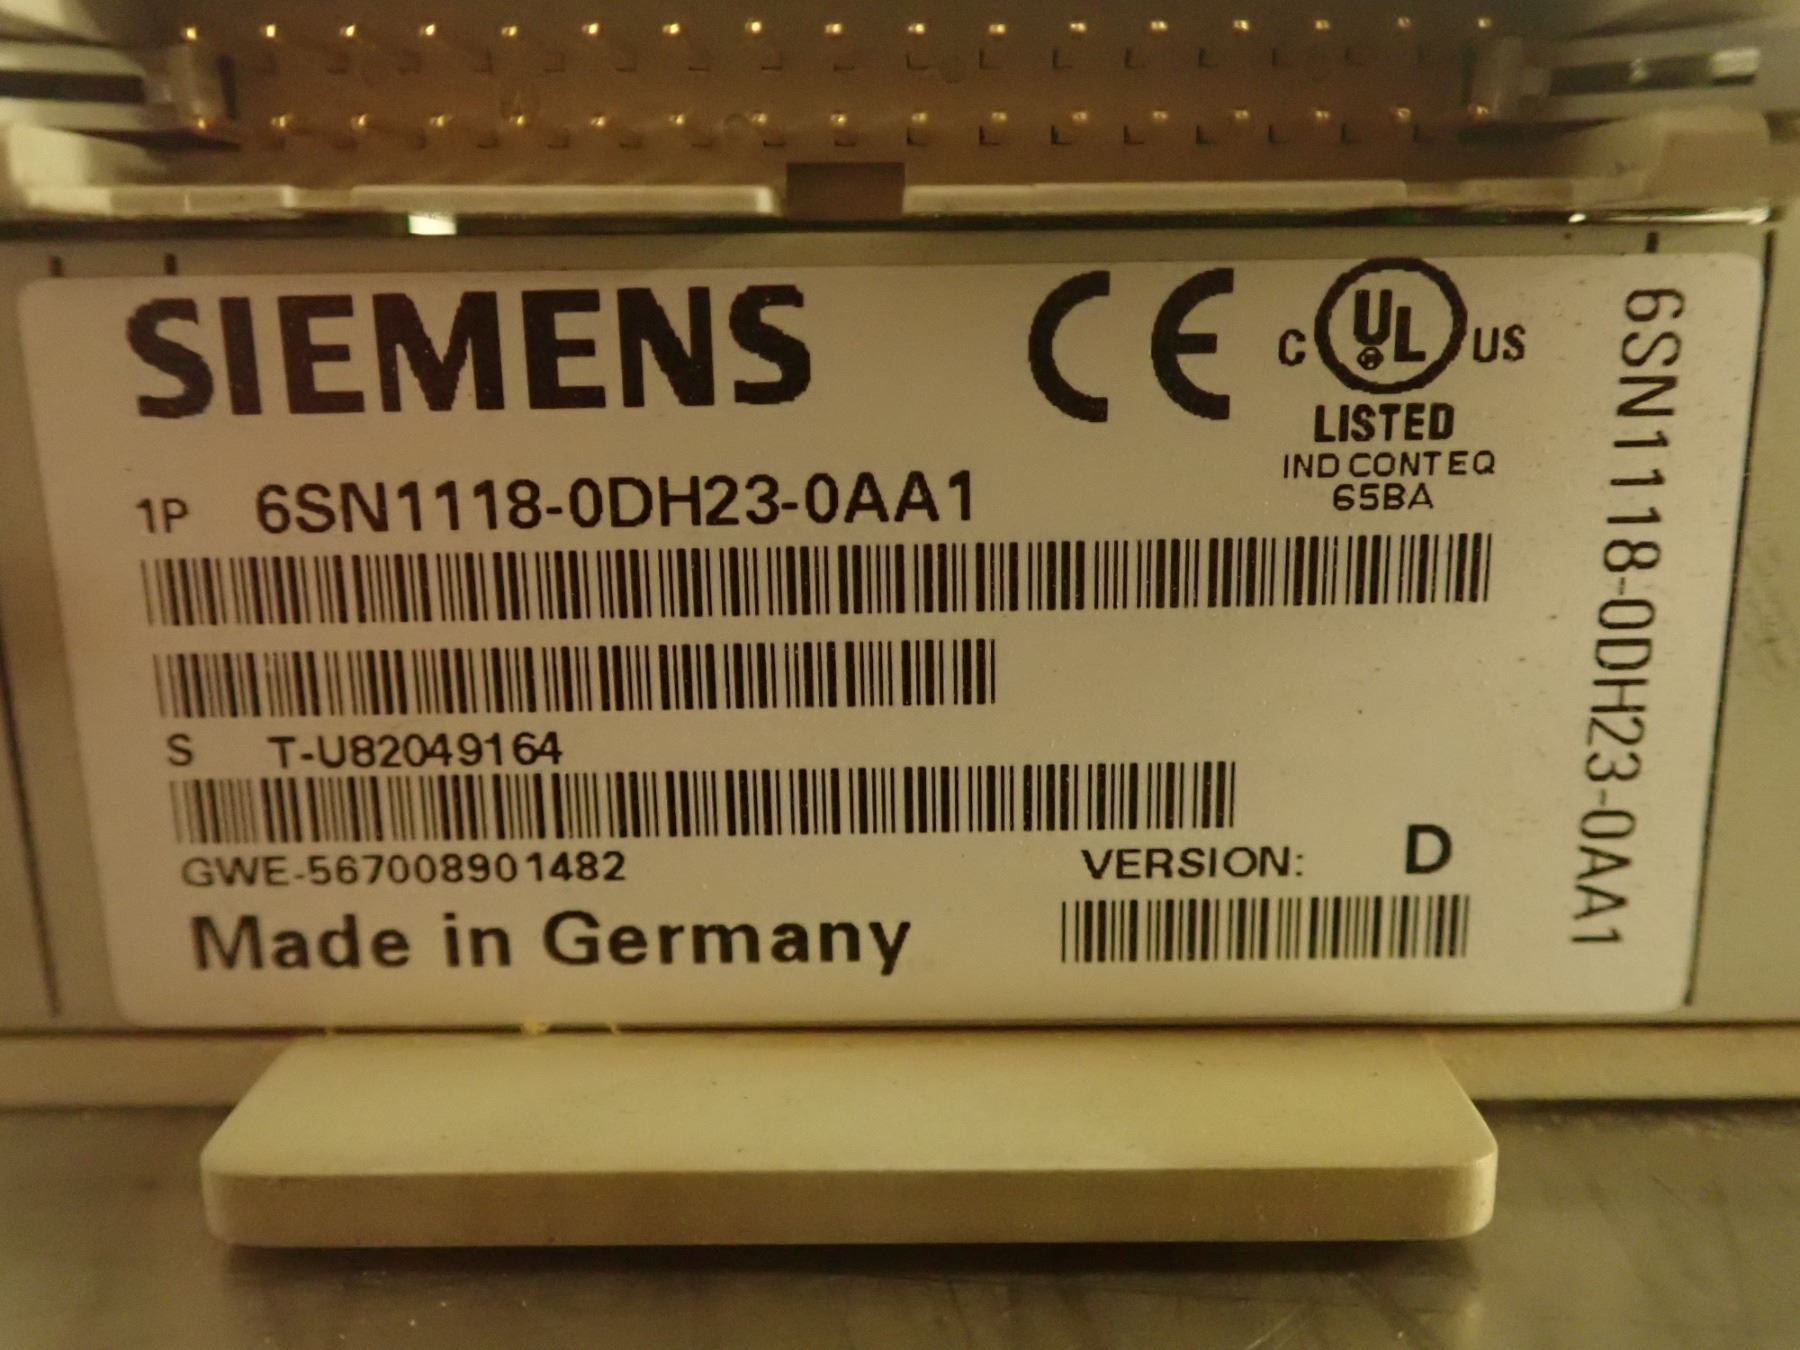 SIEMENS
CE
C UL® US
LISTED
IND CONT EQ
65BA
1P 6SN1118-0DH23-0AA1
S T-U82049164
GWE-567008901482
VERSION: D
Made in Germany
6SN1118-0DH23-0AA1